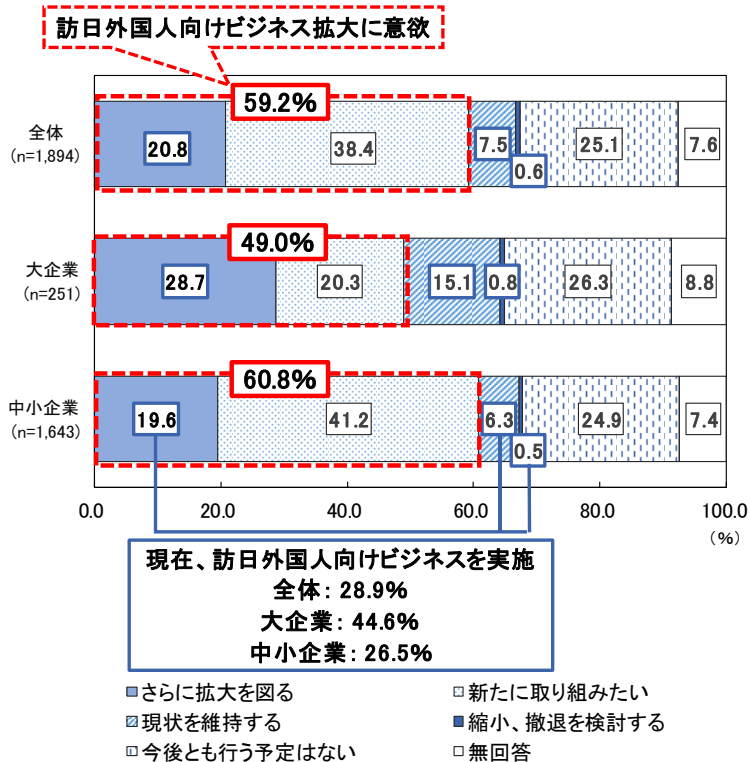 訪日外国人向けビジネス拡大に意欲
59.2%
全体
(n=1,894)
20.8
38.4
7.5
0.6
25.1
7.6
49.0%
大企業
(n=251)
28.7
20.3
15.1
0.8
26.3
8.8
60.8%
中小企業
(n=1,643)
19.6
41.2
6.3
0.5
24.9
7.4
0.0 20.0 40.0 60.0 80.0 100.0
(%)
現在、訪日外国人向けビジネスを実施
全体: 28.9%
大企業: 44.6%
中小企業: 26.5%
さらに拡大を図る 新たに取り組みたい
現状を維持する 縮小、撤退を検討する
今後とも行う予定はない 無回答